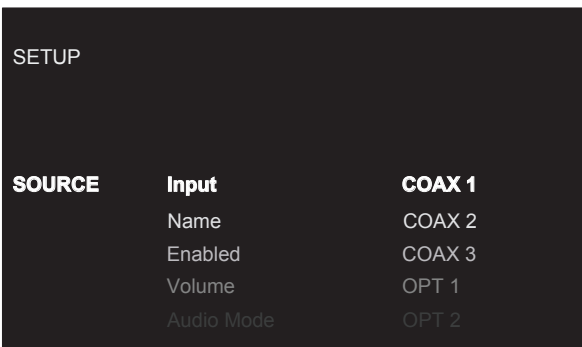 SETUP
SOURCE Input COAX 1
Name COAX 2
Enabled COAX 3
Volume OPT 1
Audio Mode OPT 2